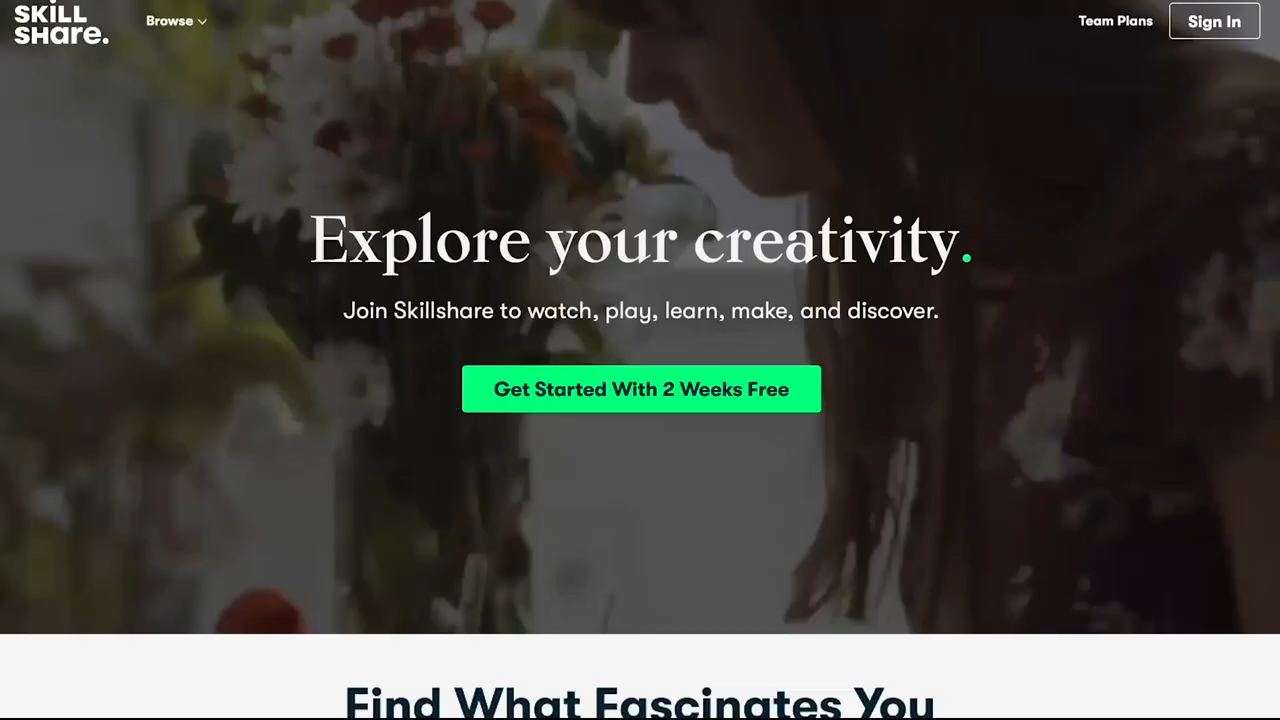 SKILL
SHare.
Browse
Team Plans
Sign In
Explore your creativity.
Join Skillshare to watch, play, learn, make, and discover.
Get Started With 2 Weeks Free
Find What Fascinates You